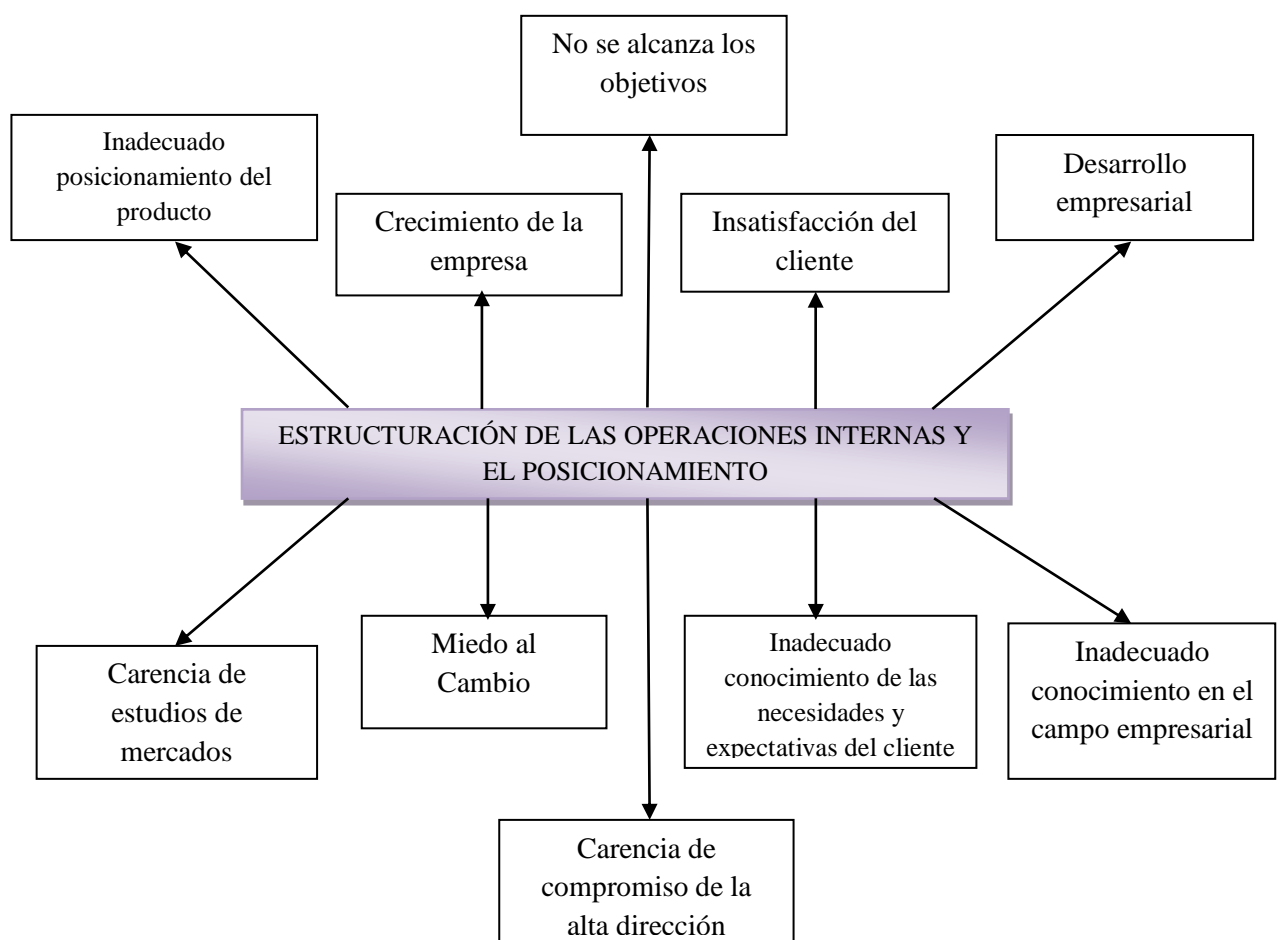 No se alcanza los
objetivos
Inadecuado
posicionamiento del
producto
Crecimiento de la
empresa
Insatisfacción del
cliente
Desarrollo
empresarial
ESTRUCTURACIÓN DE LAS OPERACIONES INTERNAS Y
EL POSICIONAMIENTO
Carencia de
estudios de
mercados
Miedo al
Cambio
Inadecuado
conocimiento de las
necesidades y
expectativas del cliente
Inadecuado
conocimiento en el
campo empresarial
Carencia de
compromiso de la
alta dirección